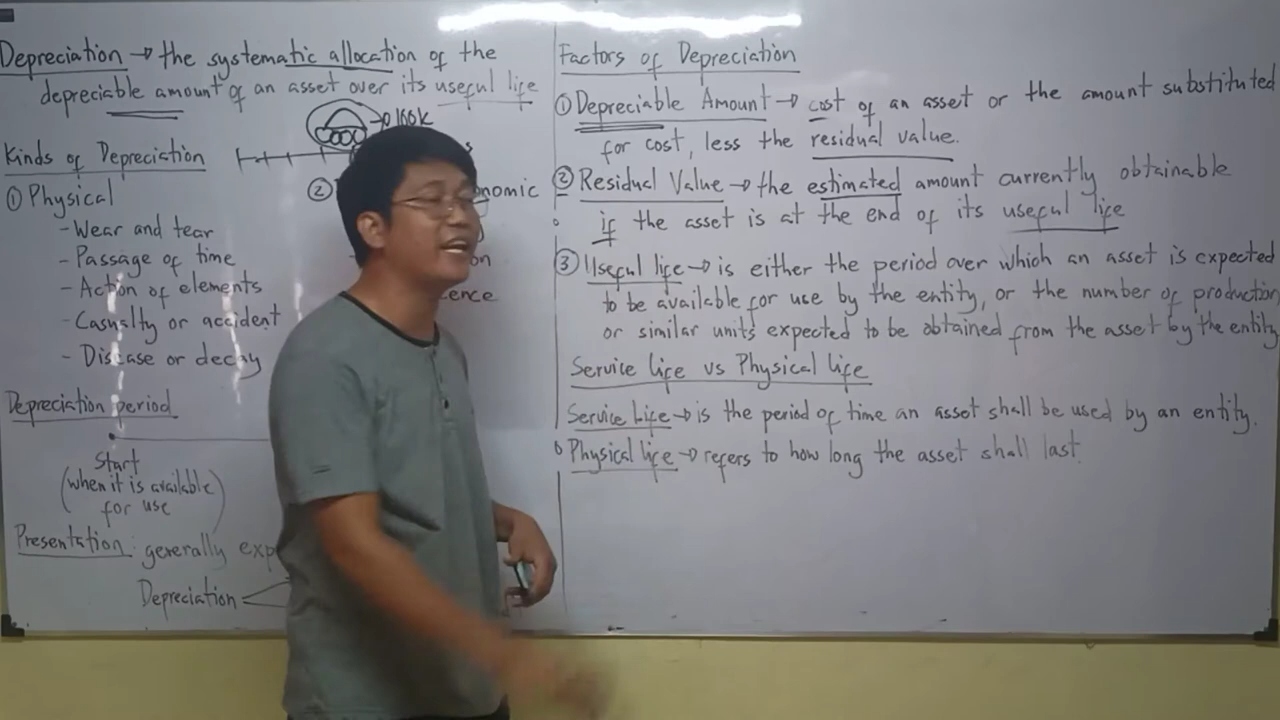 Depreciation → the systematic allocation of the
depreciable amount of an asset over its useful life
→ 160k
Kinds of Depreciation
① Physical
- Wear and tear
- Passage of time
- Action of elements
- Casualty or accident
- Disease or decay
②
nomic
on
ence
Depreciation period
Start
(when it is available
for use)
Presentation: generally exp
Depreciation
Factors of Depreciation
① Depreciable Amount → cost of an asset or the amount substituted
for cost, less the residual value.
② Residual Value → the estimated amount currently obtainable
if the asset is at the end of its useful life
③ Useful life → is either the period over which an asset is expected
to be available for use by the entity, or the number of production
or similar units expected to be obtained from the asset by the entity
Service life vs Physical life
Service Life → is the period of time an asset shall be used by an entity.
Physical life → refers to how long the asset shall last.